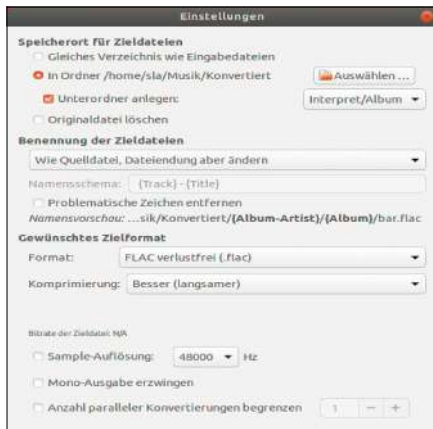 Einstellungen
Speicherort für Zieldateien
Gleiches Verzeichnis wie Eingabedateien
In Ordner /home/sla/Musik/Konvertiert
Auswählen ...
Unterordner anlegen:
Interpret/Album
Originaldatei löschen
Benennung der Zieldateien
Wie Quelldatei, Dateiendung aber ändern
Namensschema: {Track} - {Title}
Problematische Zeichen entfernen
Namensvorschau: ...sik/Konvertiert/{Album-Artist}/{Album}/bar.flac
Gewünschtes Zielformat
Format: FLAC verlustfrei (.flac)
Komprimierung: Besser (langsamer)
Bitrate der Zieldatei: N/A
Sample-Auflösung: 48000 Hz
Mono-Ausgabe erzwingen
Anzahl paralleler Konvertierungen begrenzen 1 - +